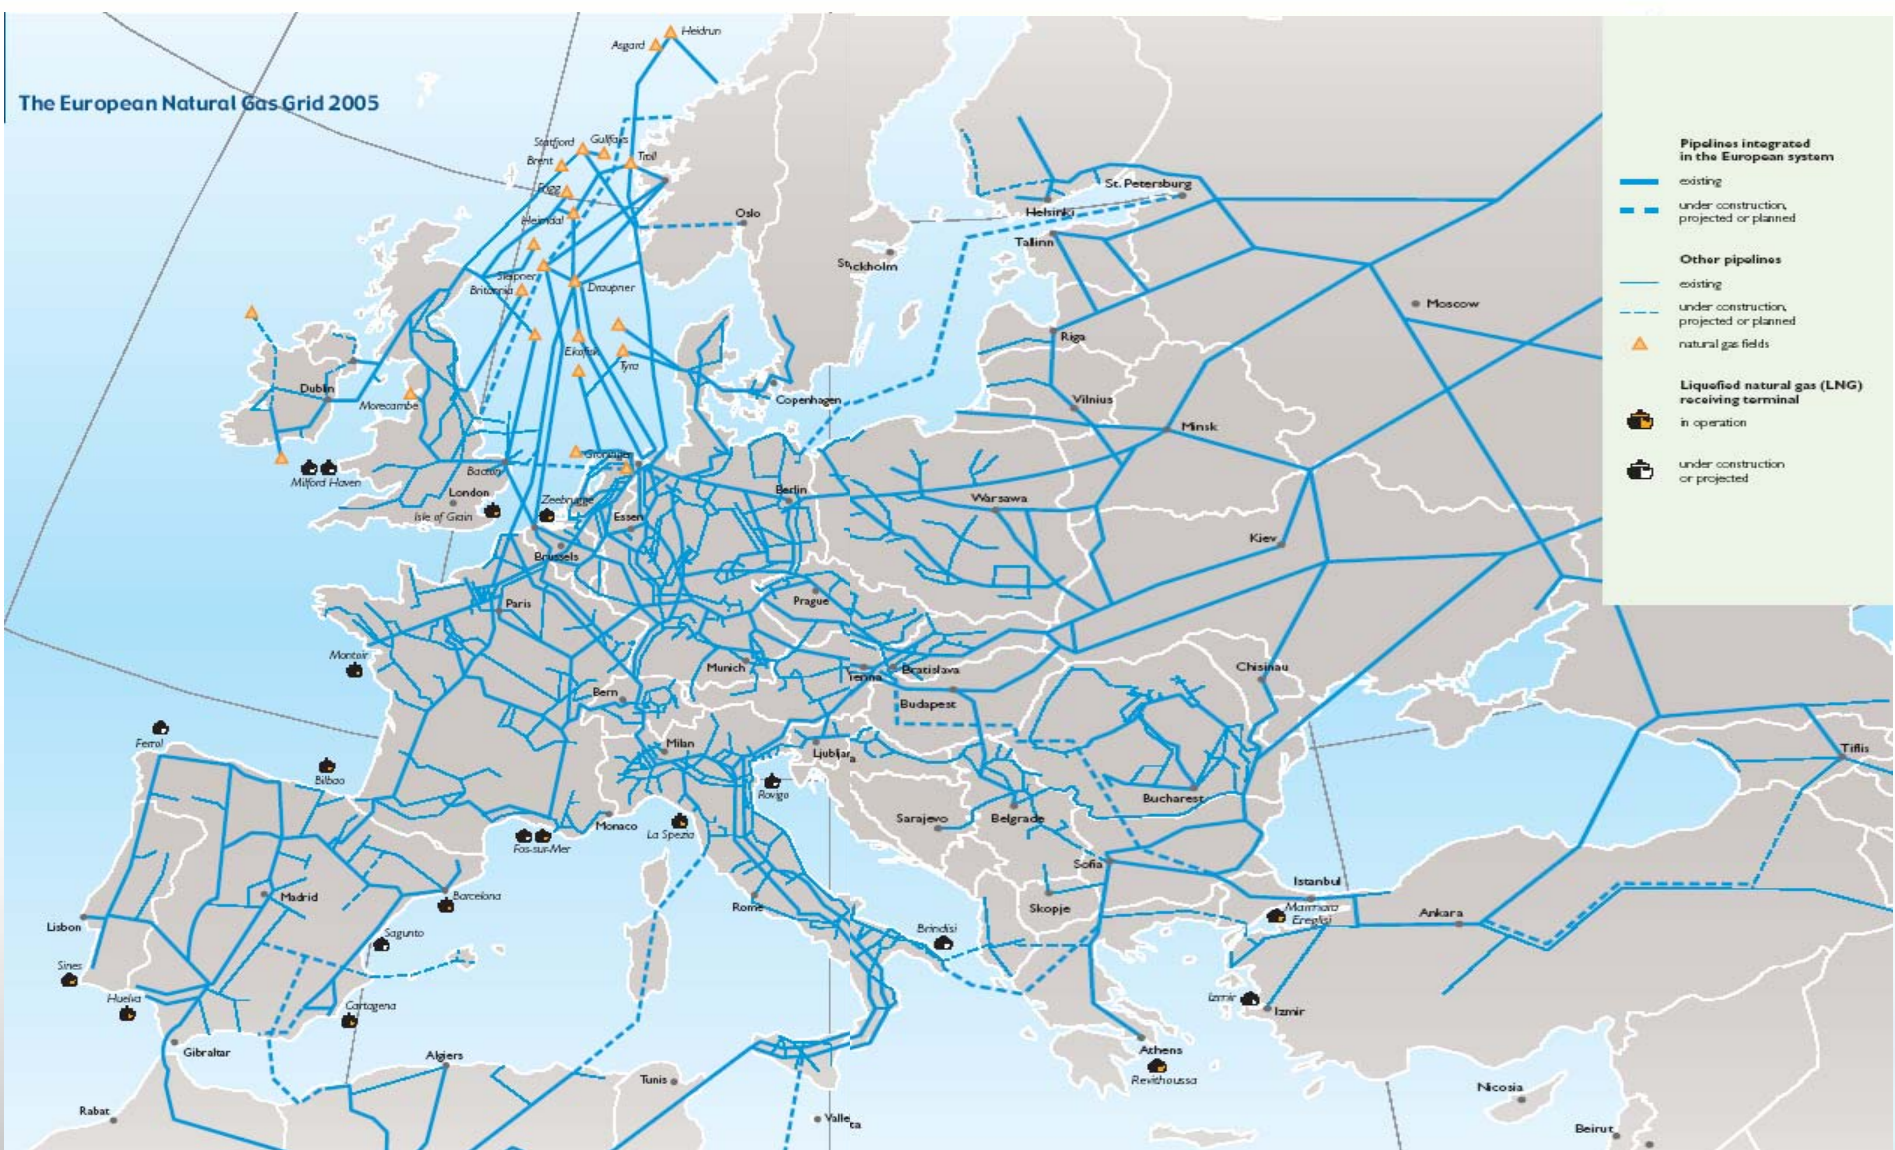 The European Natural Gas Grid 2005
Pipelines integrated
in the European system
existing
under construction,
projected or planned
Other pipelines
existing
under construction,
projected or planned
natural gas fields
Liquefied natural gas (LNG)
receiving terminal
in operation
under construction
or projected
Heidrun
Asgard
Statfjord
Gullfaks
Brent
Troll
Frigg
Heimdal
Oslo
St. Petersburg
Helsinki
Tallinn
Stockholm
Sleipner
Britannia
Draupner
Moscow
Riga
Ekofisk
Tyra
Dublin
Morecambe
Copenhagen
Vilnius
Minsk
Milford Haven
Bacton
Groningen
London
Isle of Grain
Zeebrugge
Essen
Berlin
Warsawa
Kiev
Brussels
Paris
Prague
Montoir
Munich
Vienna
Bratislava
Chisinau
Bern
Budapest
Ferrol
Milan
Ljubljana
Tiflis
Bilbao
Rovigo
Bucharest
Monaco
La Spezia
Sarajevo
Belgrade
Fos-sur-Mer
Sofia
Madrid
Barcelona
Istanbul
Rome
Skopje
Marmara
Ereglisi
Ankara
Lisbon
Sagunto
Brindisi
Sines
Huelva
Cartagena
Izmir
Izmir
Gibraltar
Algiers
Athens
Revithoussa
Tunis
Nicosia
Rabat
Valletta
Beirut